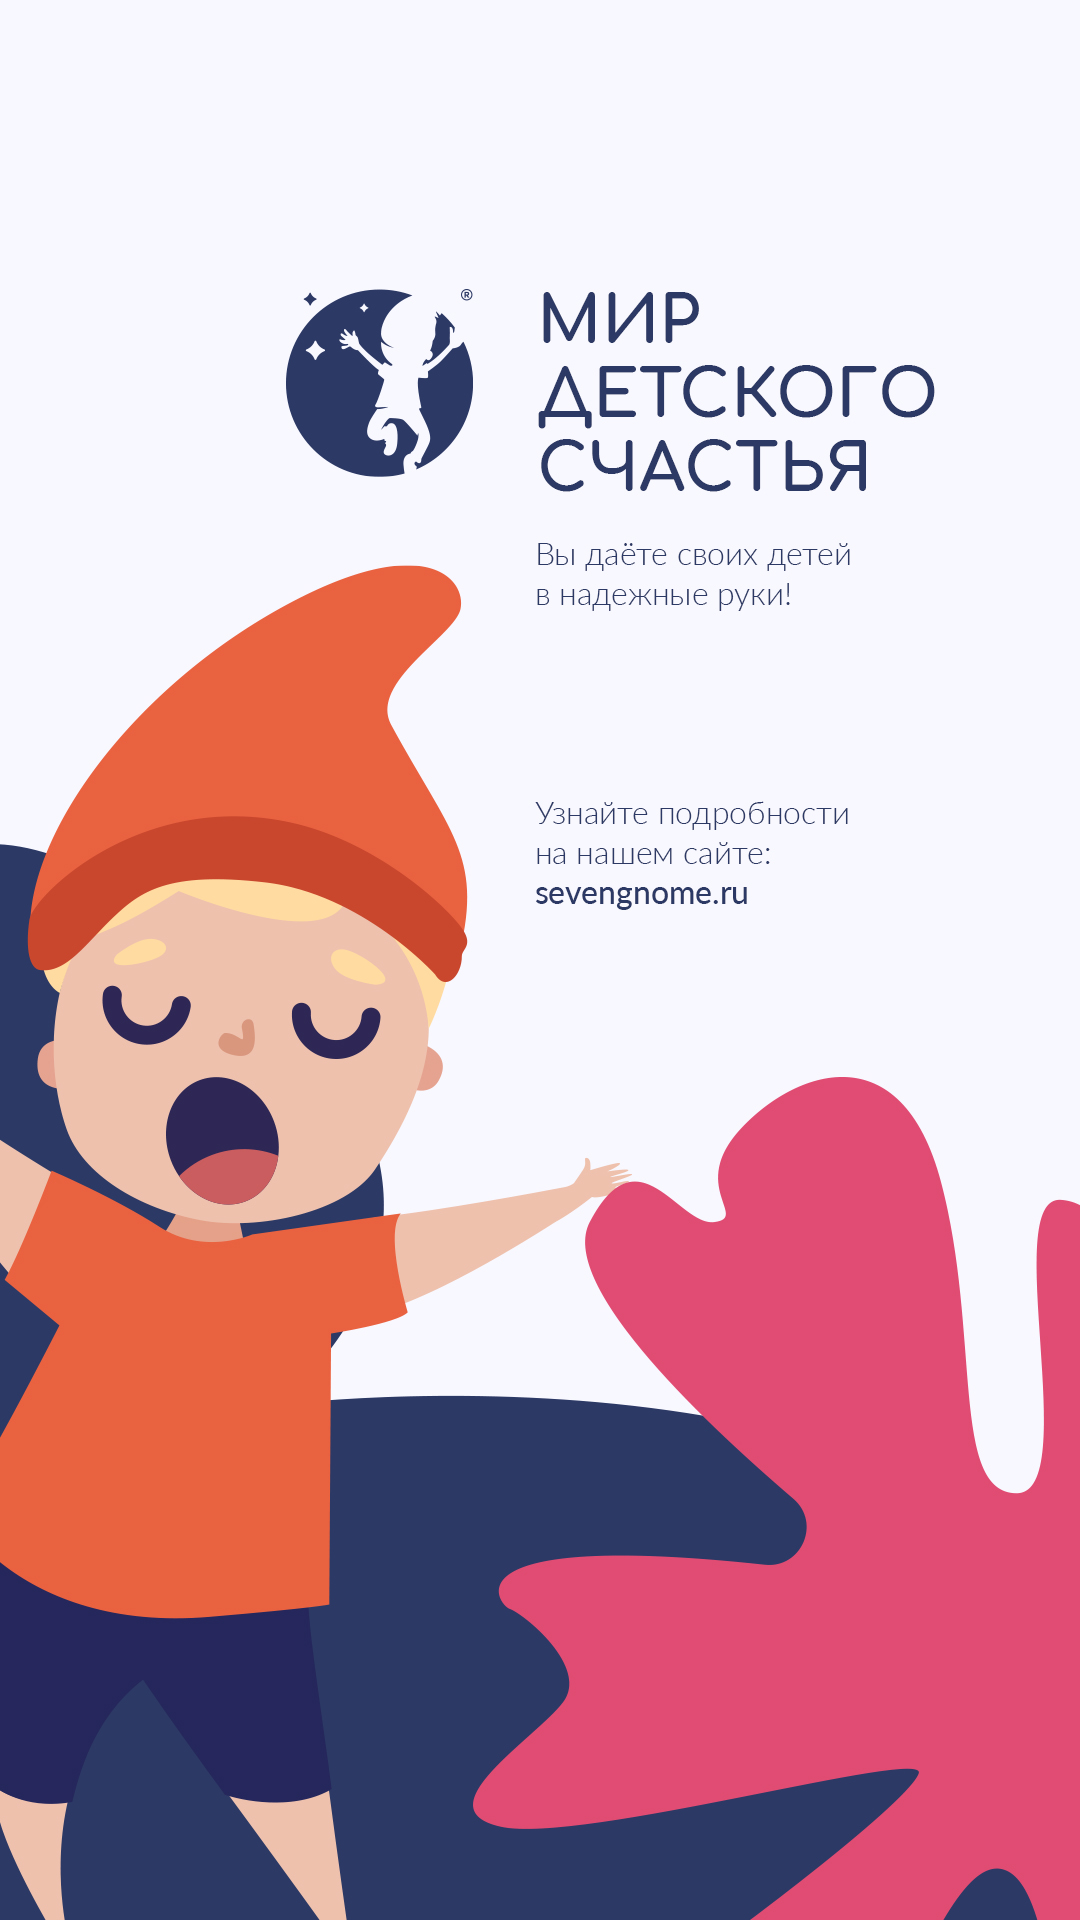 ®
МИР
ДЕТСКОГО
СЧАСТЬЯ
Вы даёте своих детей
в надежные руки!
Узнайте подробности
на нашем сайте:
sevengnome.ru